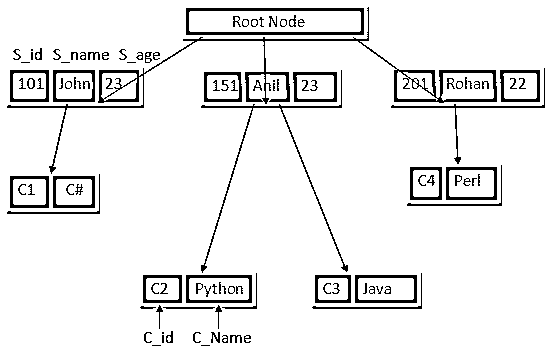 Root Node
S_id S_name S_age
101 John 23
151 Anil 23
201 Rohan 22
C1 C#
C4 Perl
C2 Python
C3 Java
C_id C_Name